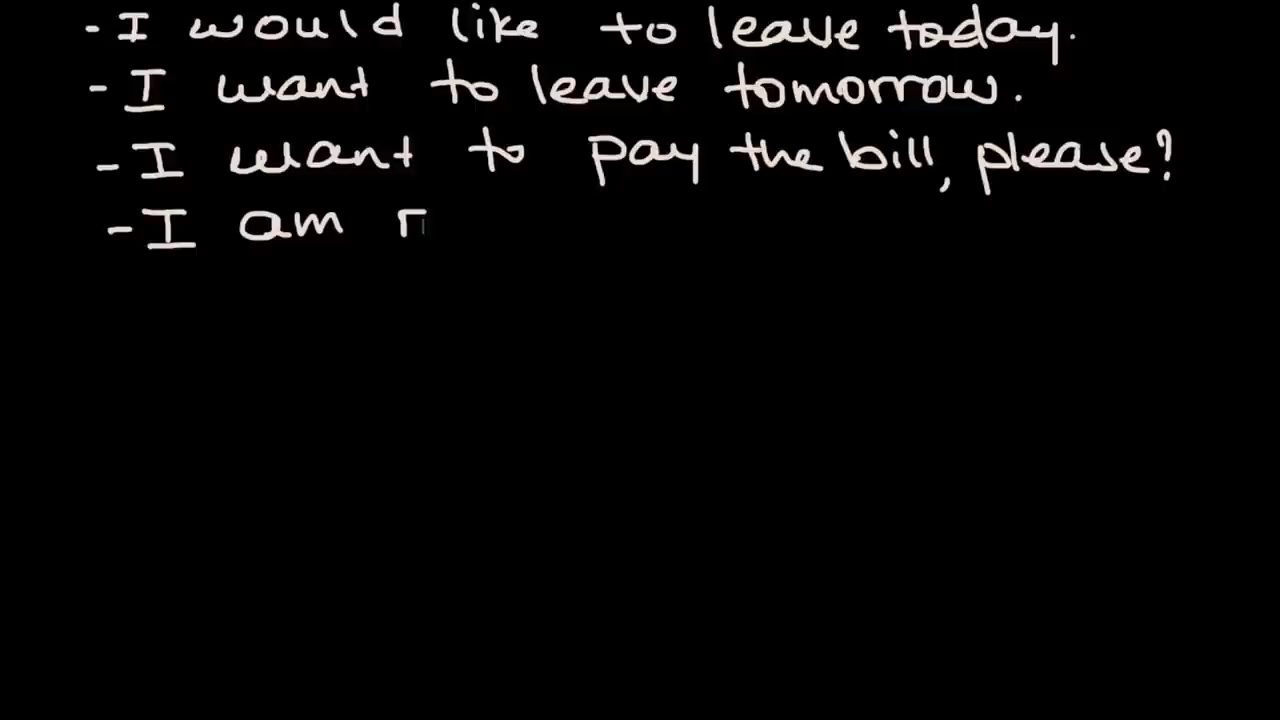 - I would like to leave today.
- I want to leave tomorrow.
- I want to pay the bill, please?
- I am